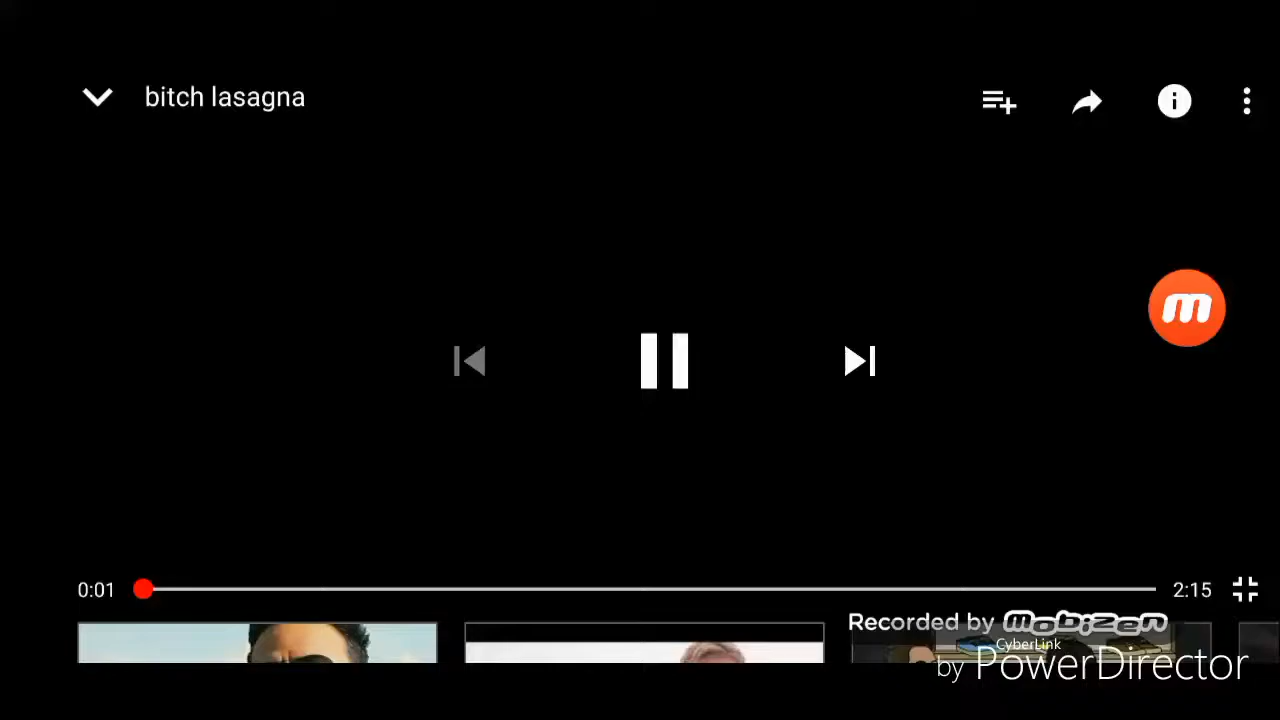 bitch lasagna
0:01
2:15
Recorded by mobizen
CyberLink
by PowerDirector